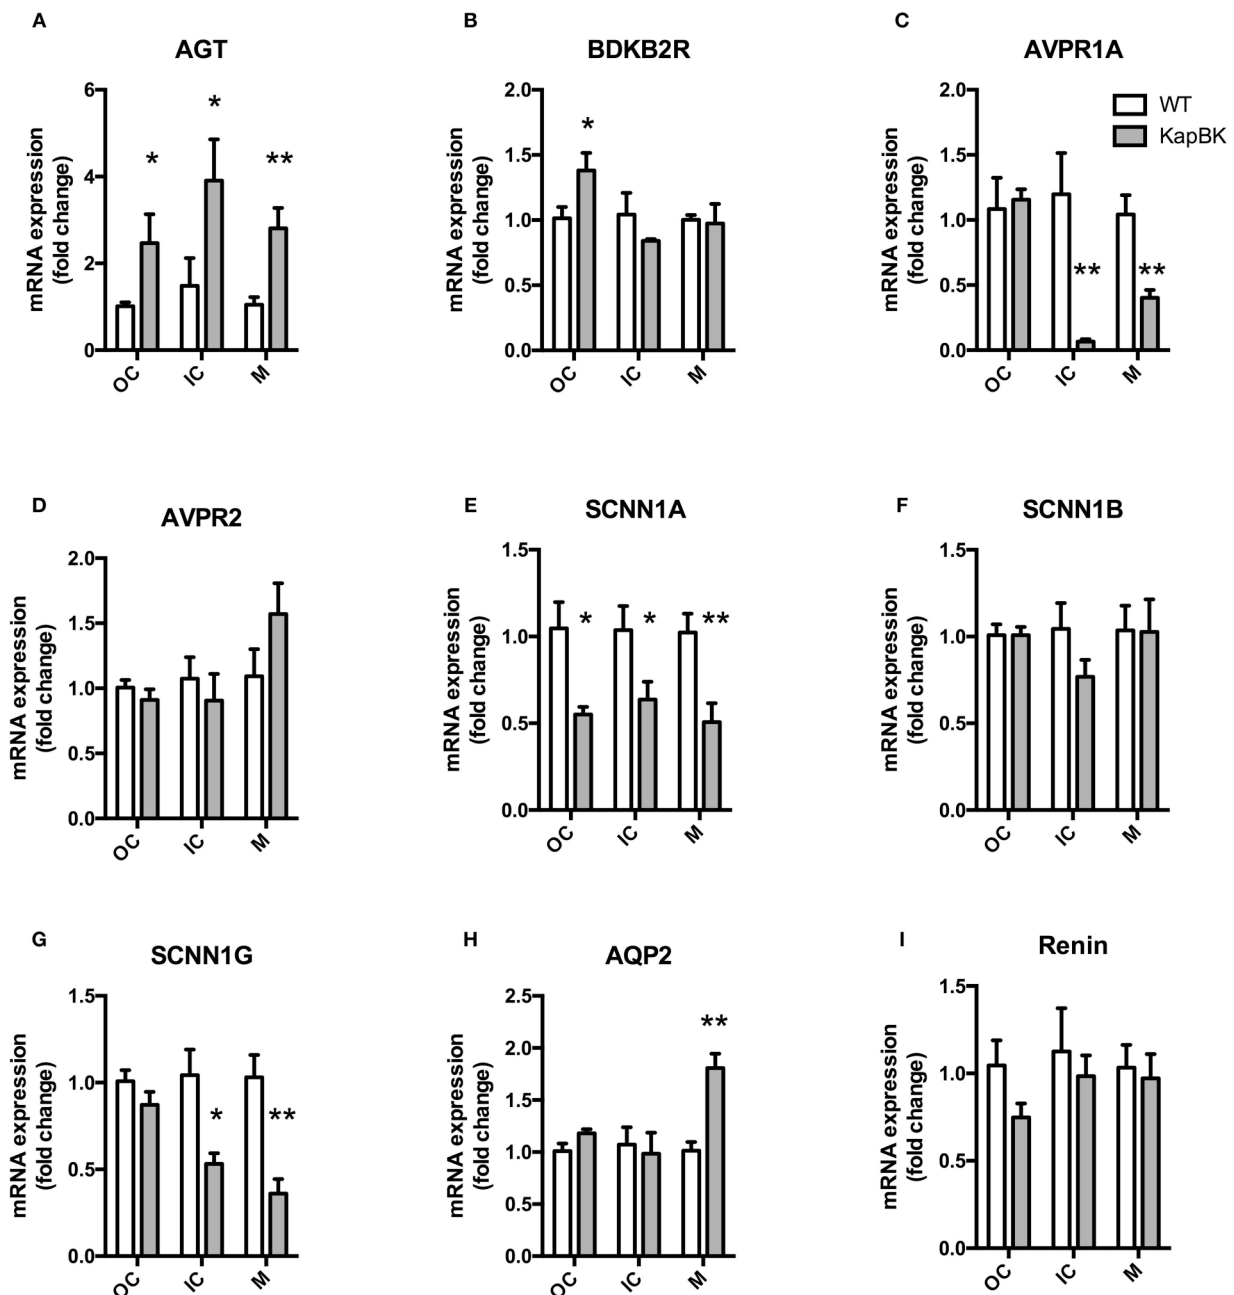 A
AGT
mRNA expression
(fold change)
6
4
2
0
*
*
**
OC
IC
M
B
BDKB2R
mRNA expression
(fold change)
2.0
1.5
1.0
0.5
0.0
*
OC
IC
M
C
AVPR1A
WT
KapBK
mRNA expression
(fold change)
2.0
1.5
1.0
0.5
0.0
**
**
OC
IC
M
D
AVPR2
mRNA expression
(fold change)
2.0
1.5
1.0
0.5
0.0
OC
IC
M
E
SCNN1A
mRNA expression
(fold change)
1.5
1.0
0.5
0.0
*
*
**
OC
IC
M
F
SCNN1B
mRNA expression
(fold change)
1.5
1.0
0.5
0.0
OC
IC
M
G
SCNN1G
mRNA expression
(fold change)
1.5
1.0
0.5
0.0
*
**
OC
IC
M
H
AQP2
mRNA expression
(fold change)
2.5
2.0
1.5
1.0
0.5
0.0
**
OC
IC
M
I
Renin
mRNA expression
(fold change)
1.5
1.0
0.5
0.0
OC
IC
M